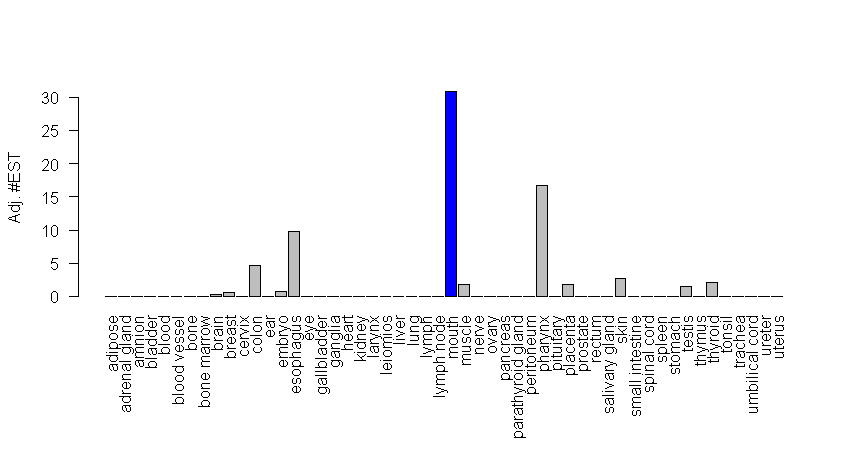 Adj. #EST
30
25
20
15
10
5
0
adipose
adrenal gland
amnion
bladder
blood
blood vessel
bone
bone marrow
brain
breast
cervix
colon
ear
embryo
esophagus
eye
gallbladder
ganglia
heart
kidney
larynx
leiomios
liver
lung
lymph
lymph node
mouth
muscle
nerve
ovary
pancreas
parathyroid gland
peritoneum
pharynx
pituitary
placenta
prostate
rectum
salivary gland
skin
small intestine
spinal cord
spleen
stomach
testis
thymus
thyroid
tonsil
trachea
umbilical cord
ureter
uterus